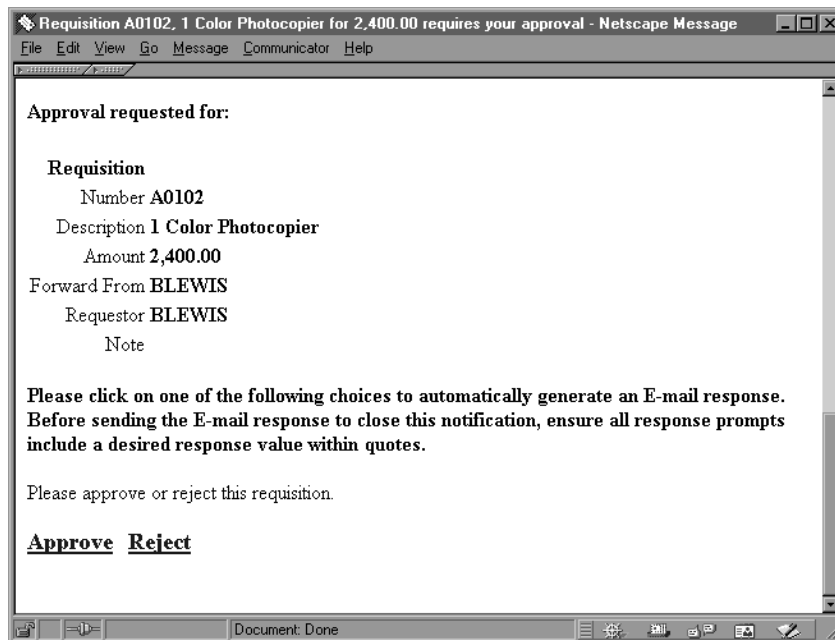 Requisition A0102, 1 Color Photocopier for 2,400.00 requires your approval - Netscape Message
File Edit View Go Message Communicator Help
Approval requested for:
Requisition
Number A0102
Description 1 Color Photocopier
Amount 2,400.00
Forward From BLEWIS
Requestor BLEWIS
Note
Please click on one of the following choices to automatically generate an E-mail response.
Before sending the E-mail response to close this notification, ensure all response prompts
include a desired response value within quotes.
Please approve or reject this requisition.
Approve Reject
Document: Done